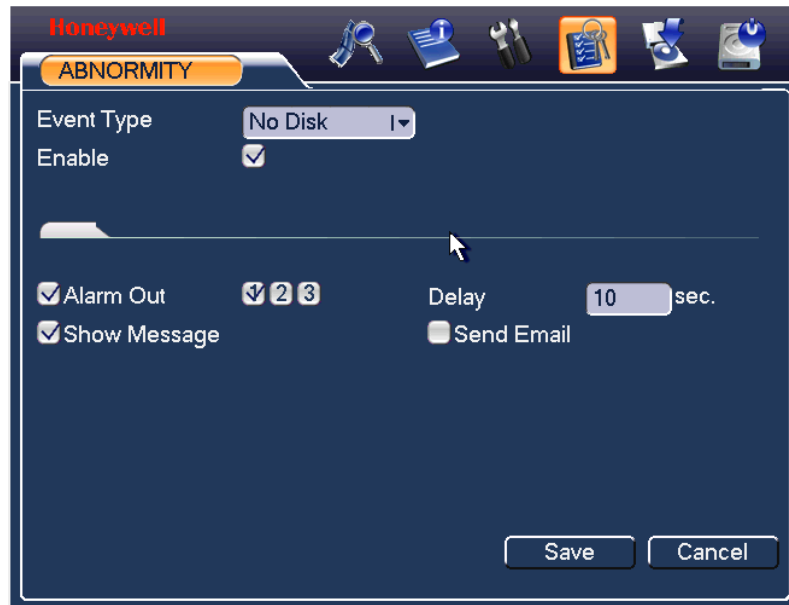 Honeywell
ABNORMITY
Event Type No Disk
Enable
Alarm Out 1 2 3 Delay 10 sec.
Show Message Send Email
Save Cancel